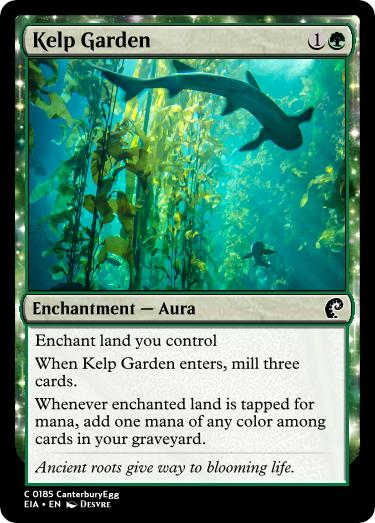 Kelp Garden 1
Enchantment — Aura
Enchant land you control
When Kelp Garden enters, mill three
cards.
Whenever enchanted land is tapped for
mana, add one mana of any color among
cards in your graveyard.
Ancient roots give way to blooming life.
C 0185 CanterburyEgg
EIA • EN Desvre